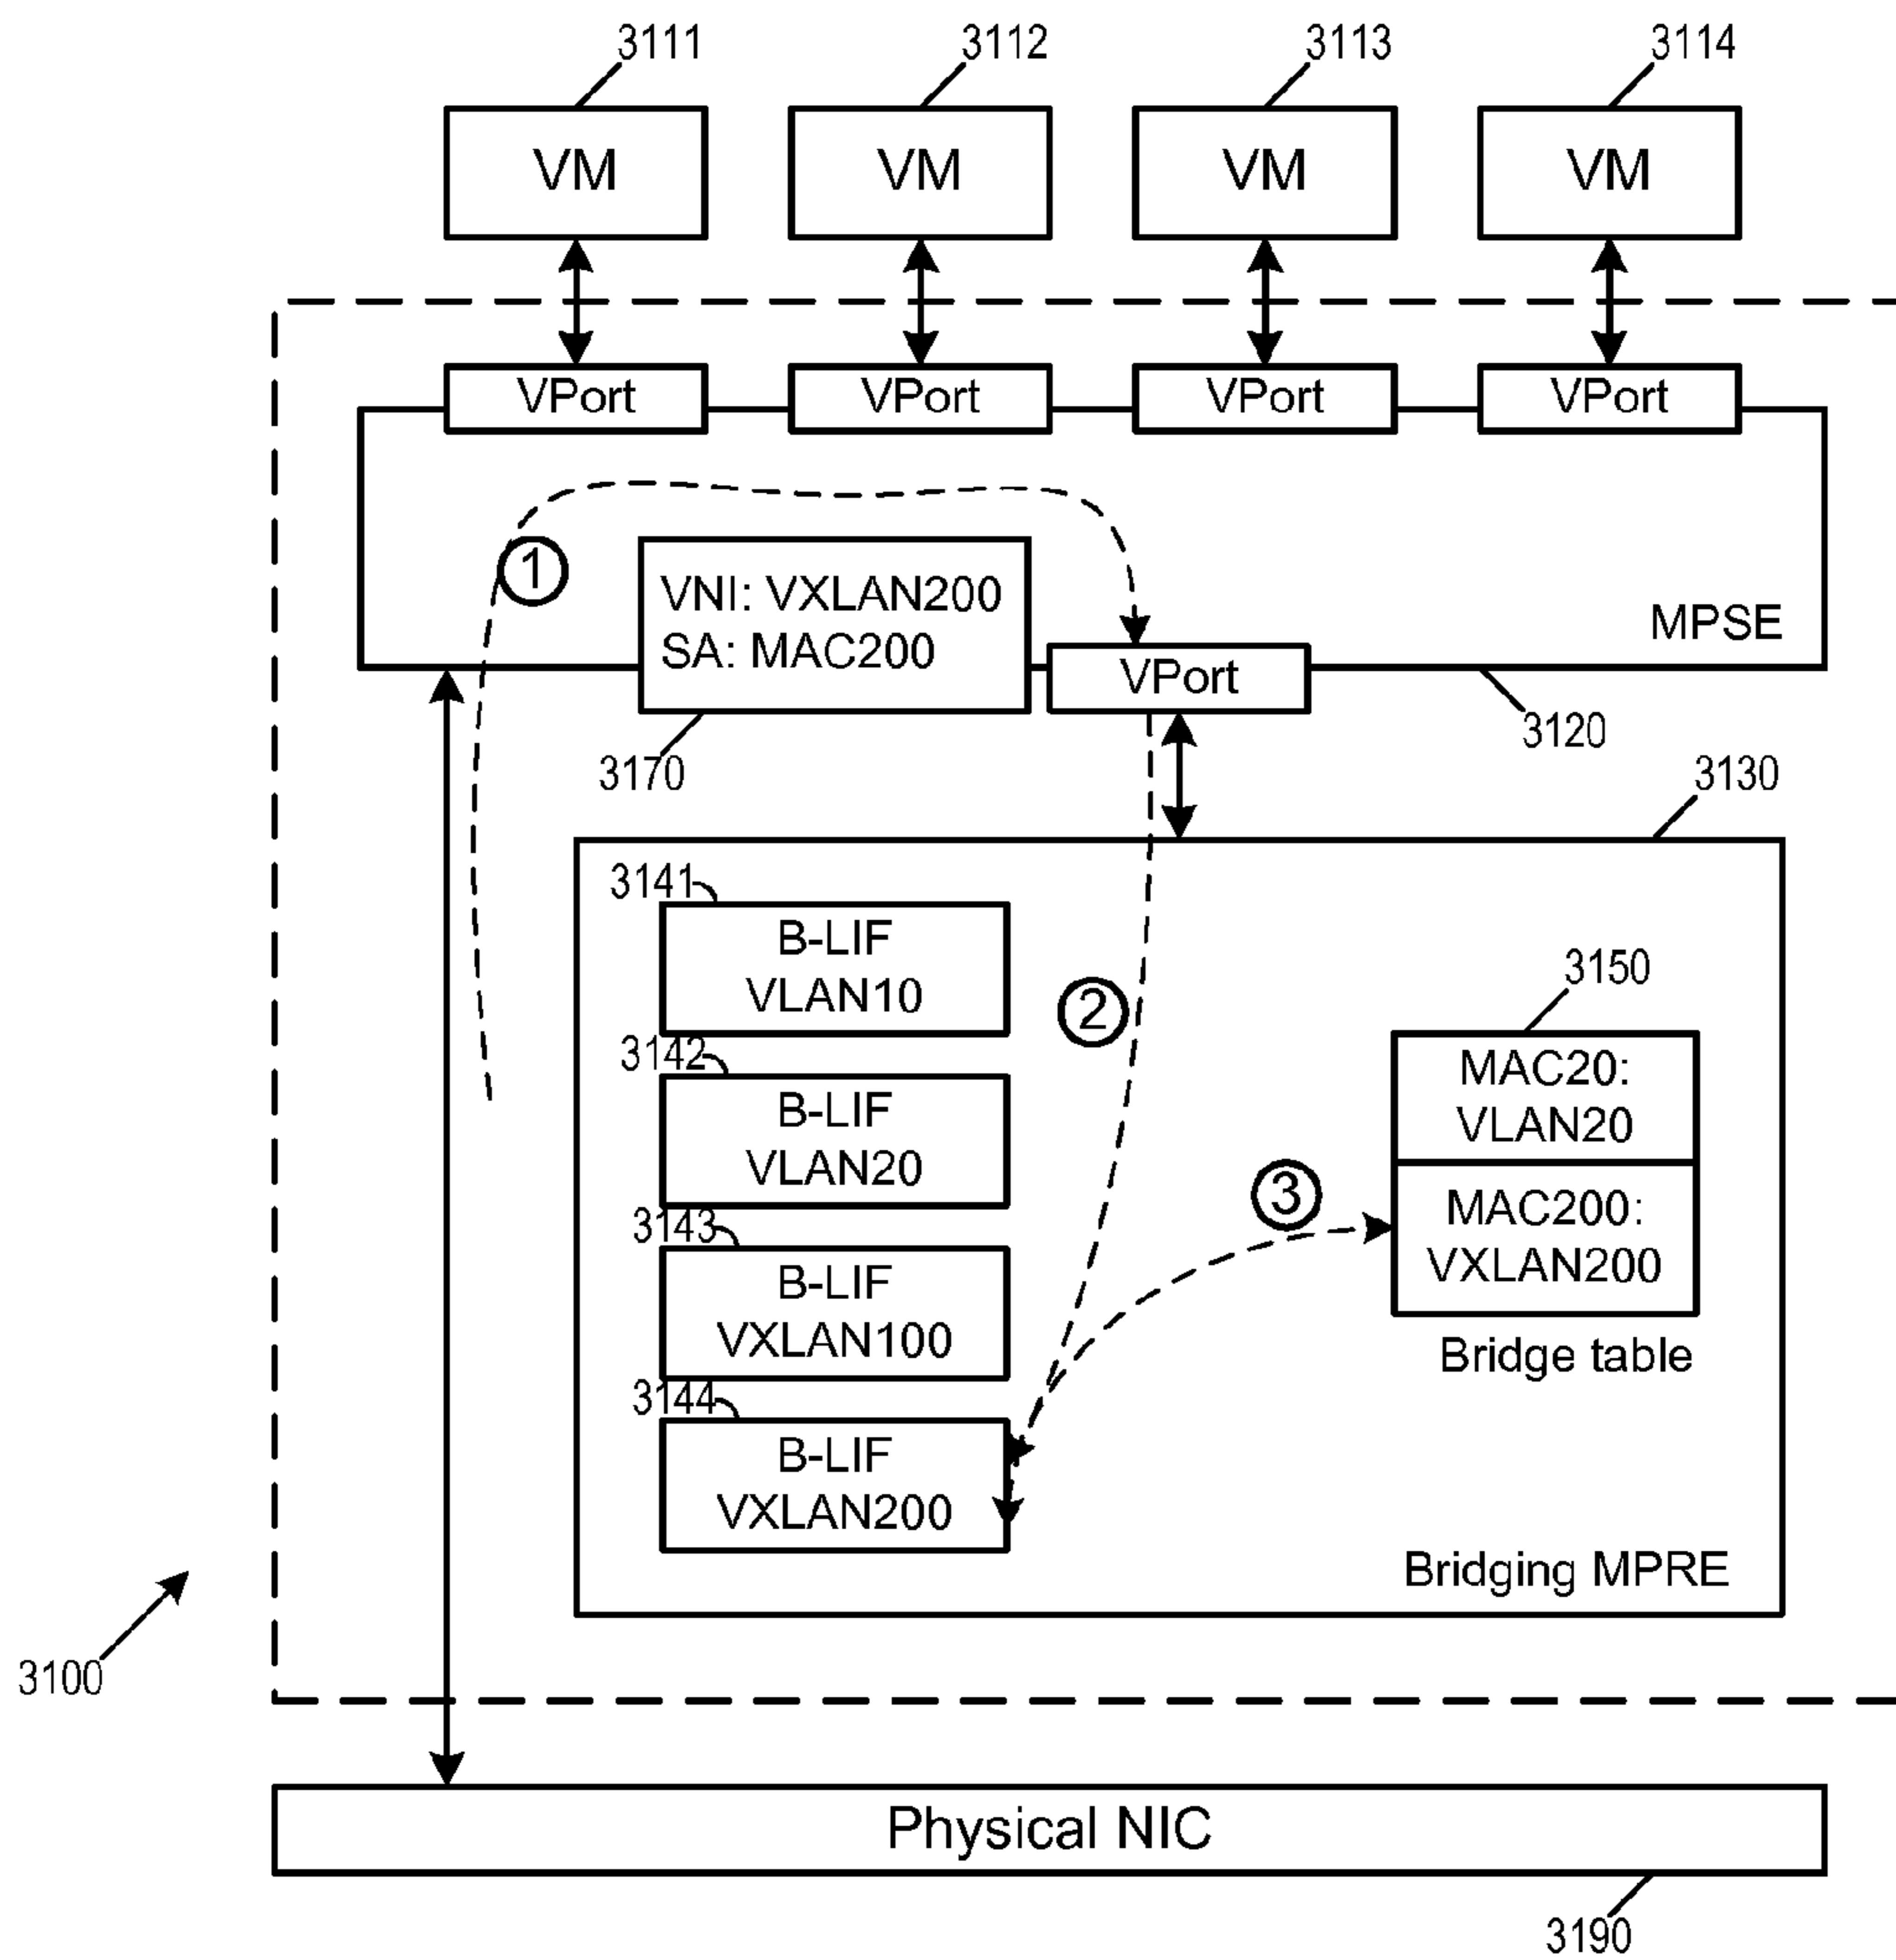 3111
3112
3113
3114
VM
VM
VM
VM
VPort
VPort
VPort
VPort
1
VNI: VXLAN200
SA: MAC200
MPSE
VPort
3120
3170
3130
3141
B-LIF
VLAN10
3150
2
3142
MAC20:
VLAN20
B-LIF
VLAN20
3
MAC200:
VXLAN200
3143
B-LIF
VXLAN100
Bridge table
3144
B-LIF
VXLAN200
Bridging MPRE
3100
Physical NIC
3190